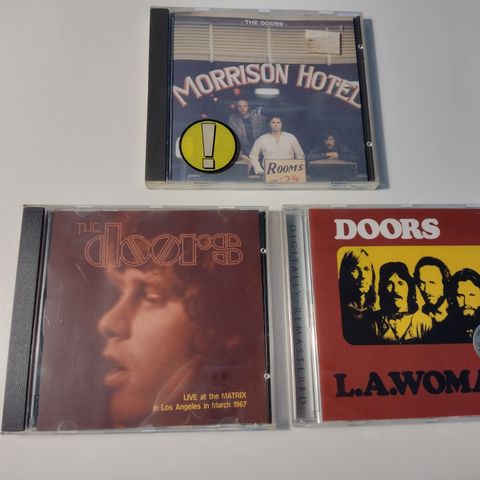 THE DOORS
MORRISON HOTEL
!
ROOMS
THE
doors
LIVE at the MATRIX
in Los Angeles in March 1967
DIGITALLY REMASTERED
DOORS
L.A.WOMA